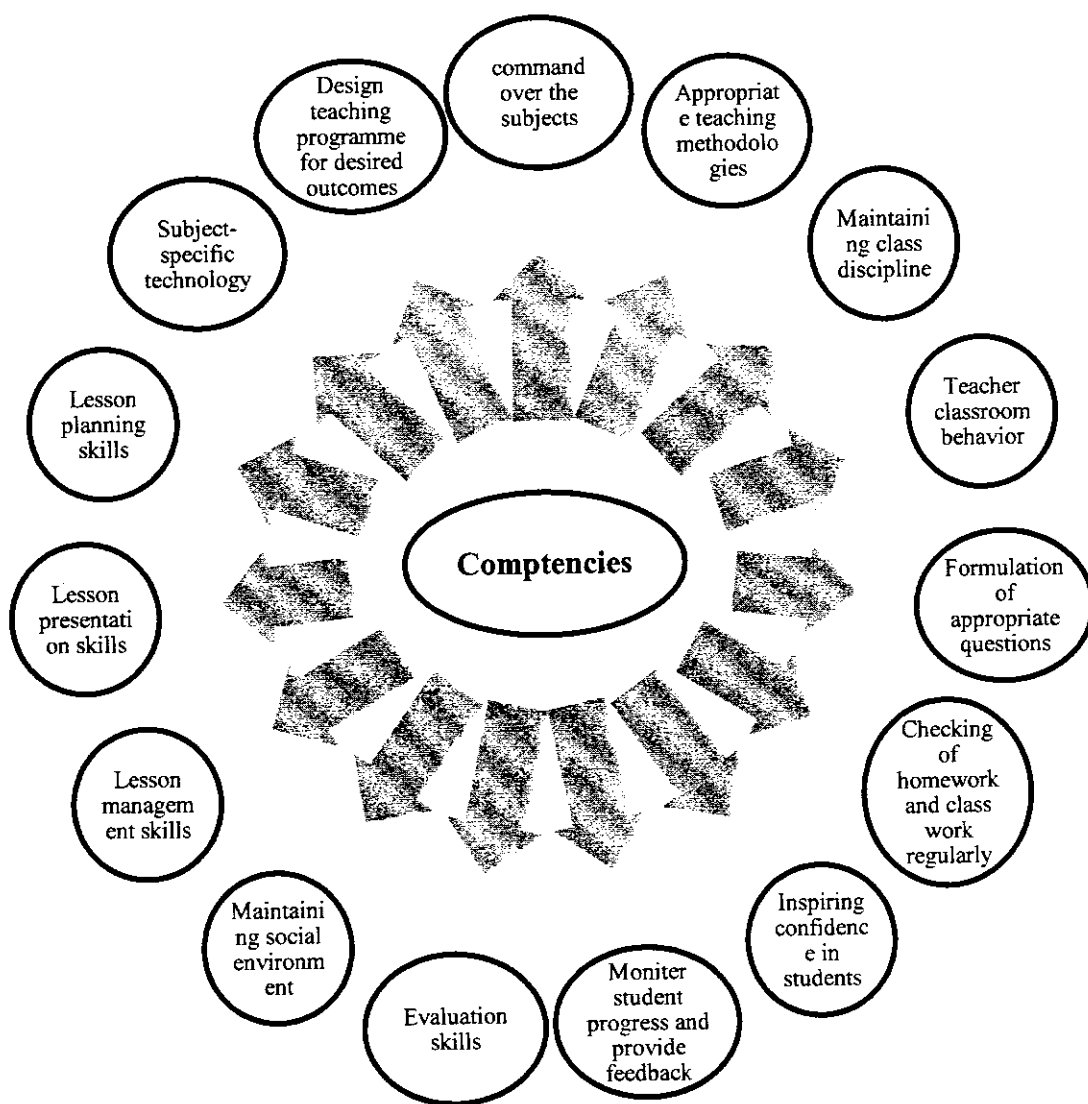 command
over the
subjects
Appropriat
e teaching
methodolo
gies
Maintaini
ng class
discipline
Teacher
classroom
behavior
Formulation
of
appropriate
questions
Checking
of
homework
and class
work
regularly
Inspiring
confidenc
e in
students
Moniter
student
progress and
provide
feedback
Evaluation
skills
Maintaini
ng social
environm
ent
Lesson
managem
ent skills
Lesson
presentati
on skills
Lesson
planning
skills
Subject-
specific
technology
Design
teaching
programme
for desired
outcomes
Comptencies